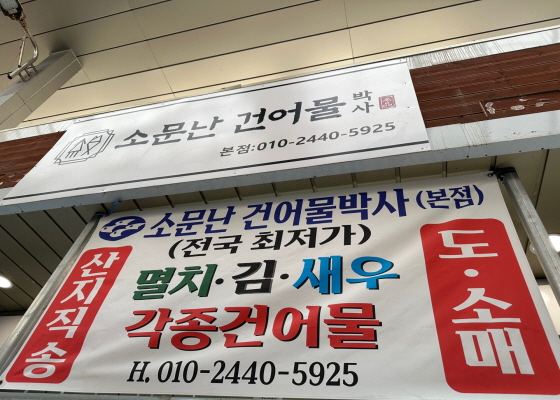 소문난 건어물 박사
본점:010-2440-5925
소문난 건어물박사 (본점)
(전국 최저가)
멸치·김·새우
각종건어물
H. 010-2440-5925
산지직송
도·소매